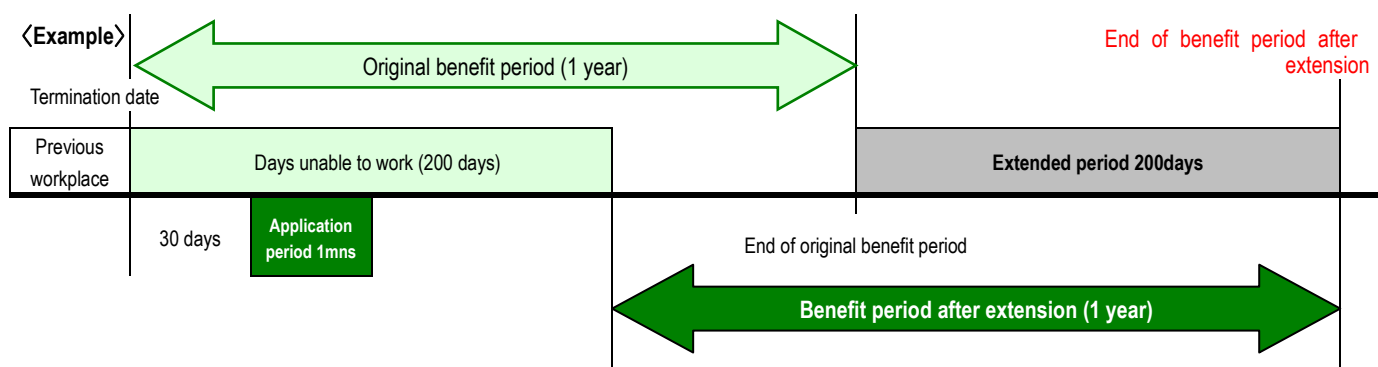 〈Example〉
Original benefit period (1 year)
End of benefit period after
extension
Termination date
Previous
workplace
Days unable to work (200 days)
Extended period 200days
30 days
Application
period 1mns
End of original benefit period
Benefit period after extension (1 year)